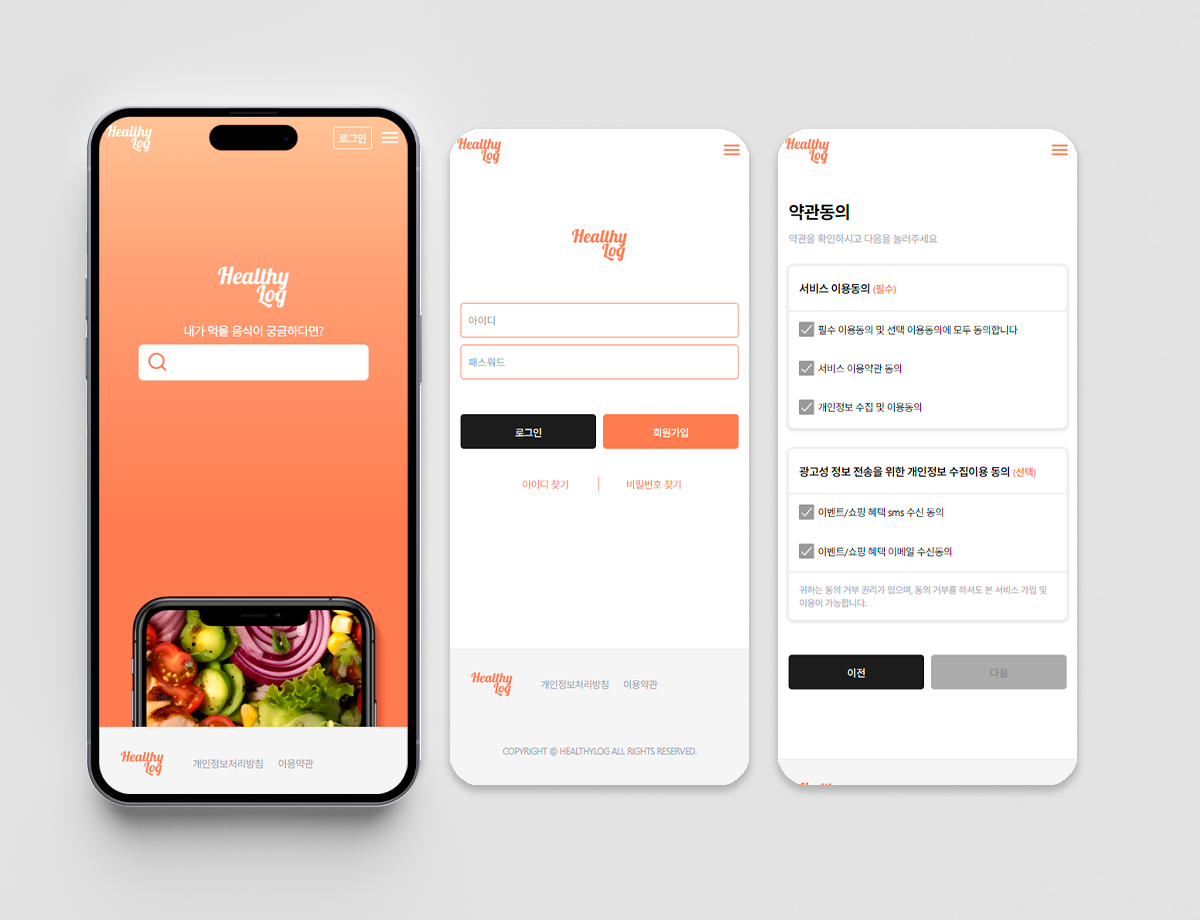 Healthy
Log
로그인
Healthy
Log
내가 먹을 음식이 궁금하다면?
Healthy
Log
개인정보처리방침 이용약관
Healthy
Log
Healthy
Log
아이디
패스워드
로그인 회원가입
아이디 찾기 | 비밀번호 찾기
Healthy
Log
개인정보처리방침 이용약관
COPYRIGHT @ HEALTHYLOG ALL RIGHTS RESERVED.
Healthy
Log
약관동의
약관을 확인하시고 다음을 눌러주세요
서비스 이용동의 (필수)
필수 이용동의 및 선택 이용동의에 모두 동의합니다
서비스 이용약관 동의
개인정보 수집 및 이용동의
광고성 정보 전송을 위한 개인정보 수집이용 동의 (선택)
이벤트/쇼핑 혜택 sms 수신 동의
이벤트/쇼핑 혜택 이메일 수신동의
귀하는 동의 거부 권리가 있으며, 동의 거부를 하셔도 본 서비스 가입 및
이용이 가능합니다.
이전 다음